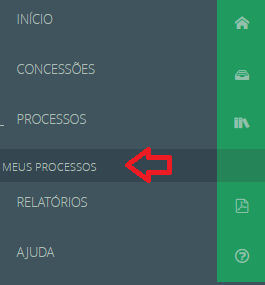 INÍCIO
CONCESSÕES
PROCESSOS
MEUS PROCESSOS
RELATÓRIOS
AJUDA